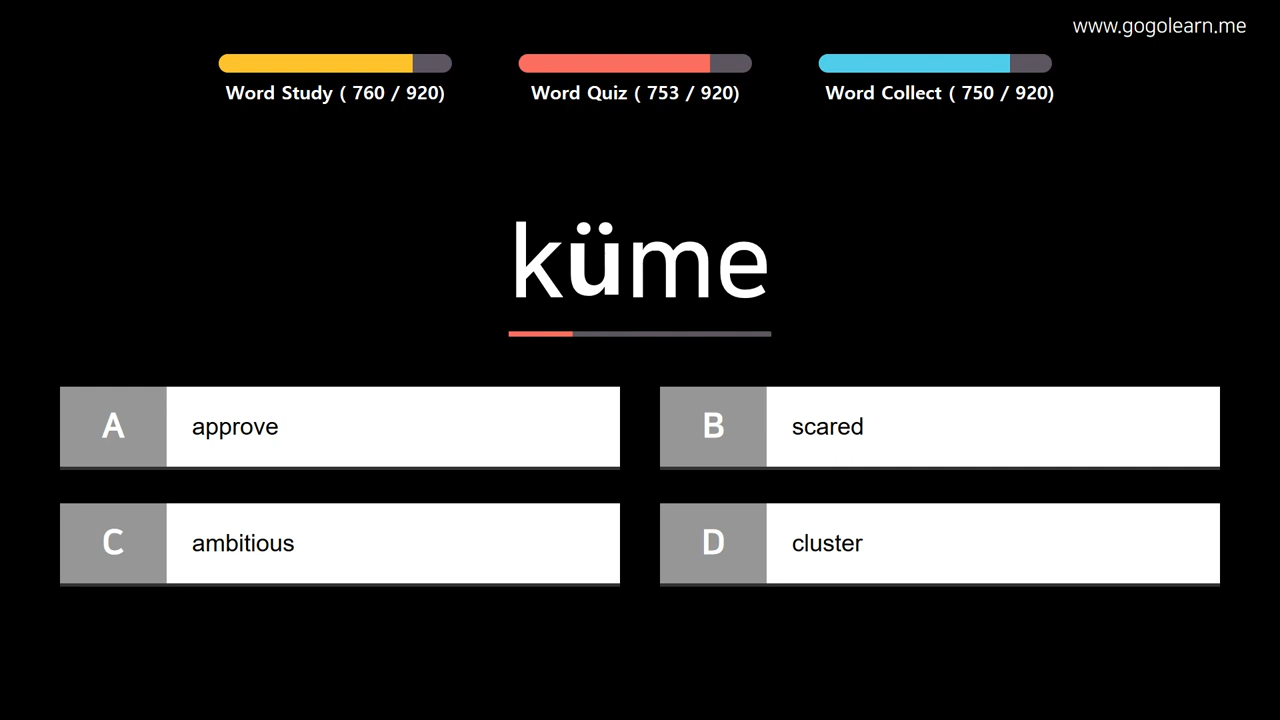 www.gogolearn.me
Word Study ( 760 / 920)
Word Quiz ( 753 / 920)
Word Collect ( 750 / 920)
küme
A approve
B scared
C ambitious
D cluster